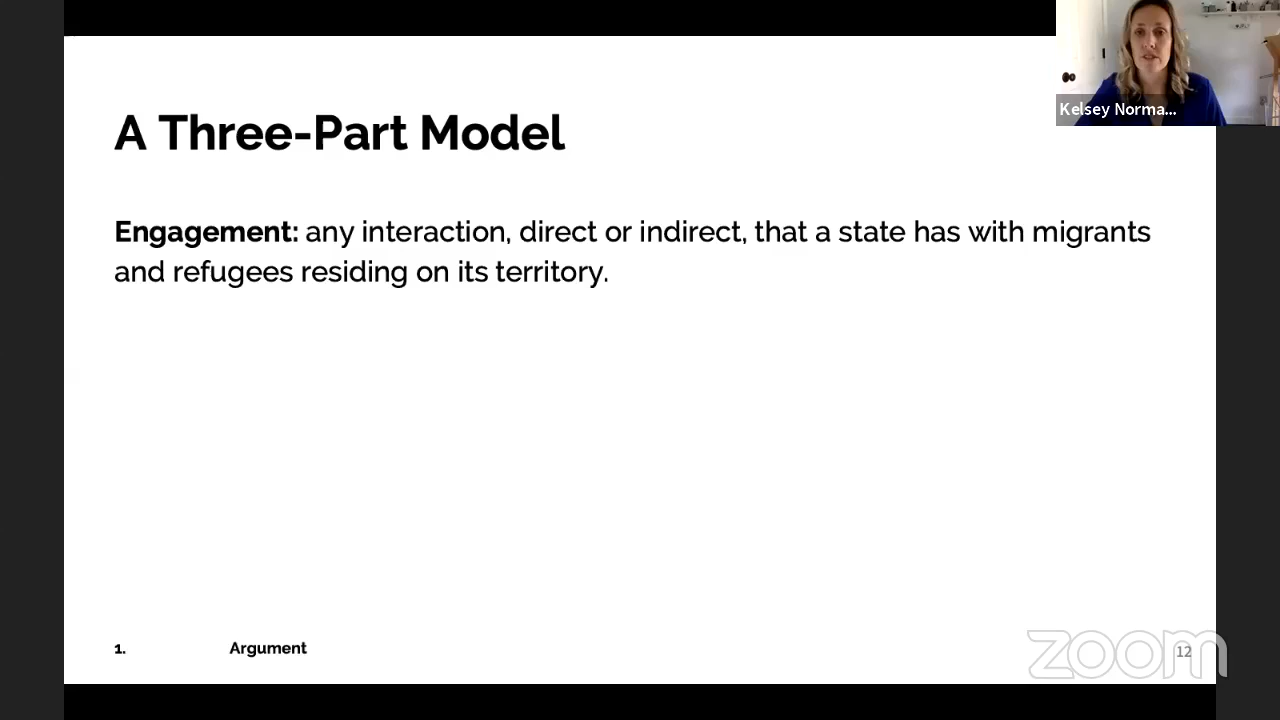 Kelsey Norma...
A Three-Part Model
Engagement: any interaction, direct or indirect, that a state has with migrants
and refugees residing on its territory.
1. Argument
12
zoom